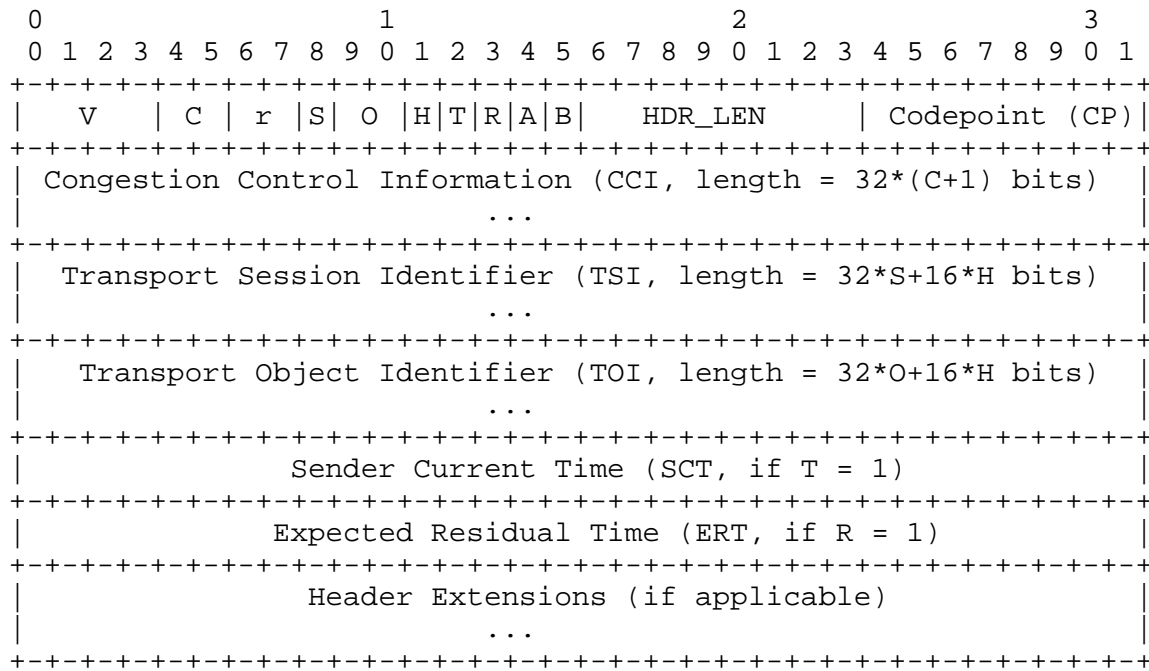 0                   1                   2                   3
 0 1 2 3 4 5 6 7 8 9 0 1 2 3 4 5 6 7 8 9 0 1 2 3 4 5 6 7 8 9 0 1
+-+-+-+-+-+-+-+-+-+-+-+-+-+-+-+-+-+-+-+-+-+-+-+-+-+-+-+-+-+-+-+-+
|   V   | C | r |S| O |H|T|R|A|B|   HDR_LEN     | Codepoint (CP)|
+-+-+-+-+-+-+-+-+-+-+-+-+-+-+-+-+-+-+-+-+-+-+-+-+-+-+-+-+-+-+-+-+
| Congestion Control Information (CCI, length = 32*(C+1) bits)  |
|                          ...                                  |
+-+-+-+-+-+-+-+-+-+-+-+-+-+-+-+-+-+-+-+-+-+-+-+-+-+-+-+-+-+-+-+-+
|  Transport Session Identifier (TSI, length = 32*S+16*H bits)  |
|                          ...                                  |
+-+-+-+-+-+-+-+-+-+-+-+-+-+-+-+-+-+-+-+-+-+-+-+-+-+-+-+-+-+-+-+-+
|   Transport Object Identifier (TOI, length = 32*O+16*H bits)  |
|                          ...                                  |
+-+-+-+-+-+-+-+-+-+-+-+-+-+-+-+-+-+-+-+-+-+-+-+-+-+-+-+-+-+-+-+-+
|               Sender Current Time (SCT, if T = 1)             |
+-+-+-+-+-+-+-+-+-+-+-+-+-+-+-+-+-+-+-+-+-+-+-+-+-+-+-+-+-+-+-+-+
|              Expected Residual Time (ERT, if R = 1)           |
+-+-+-+-+-+-+-+-+-+-+-+-+-+-+-+-+-+-+-+-+-+-+-+-+-+-+-+-+-+-+-+-+
|                Header Extensions (if applicable)              |
|                          ...                                  |
+-+-+-+-+-+-+-+-+-+-+-+-+-+-+-+-+-+-+-+-+-+-+-+-+-+-+-+-+-+-+-+-+